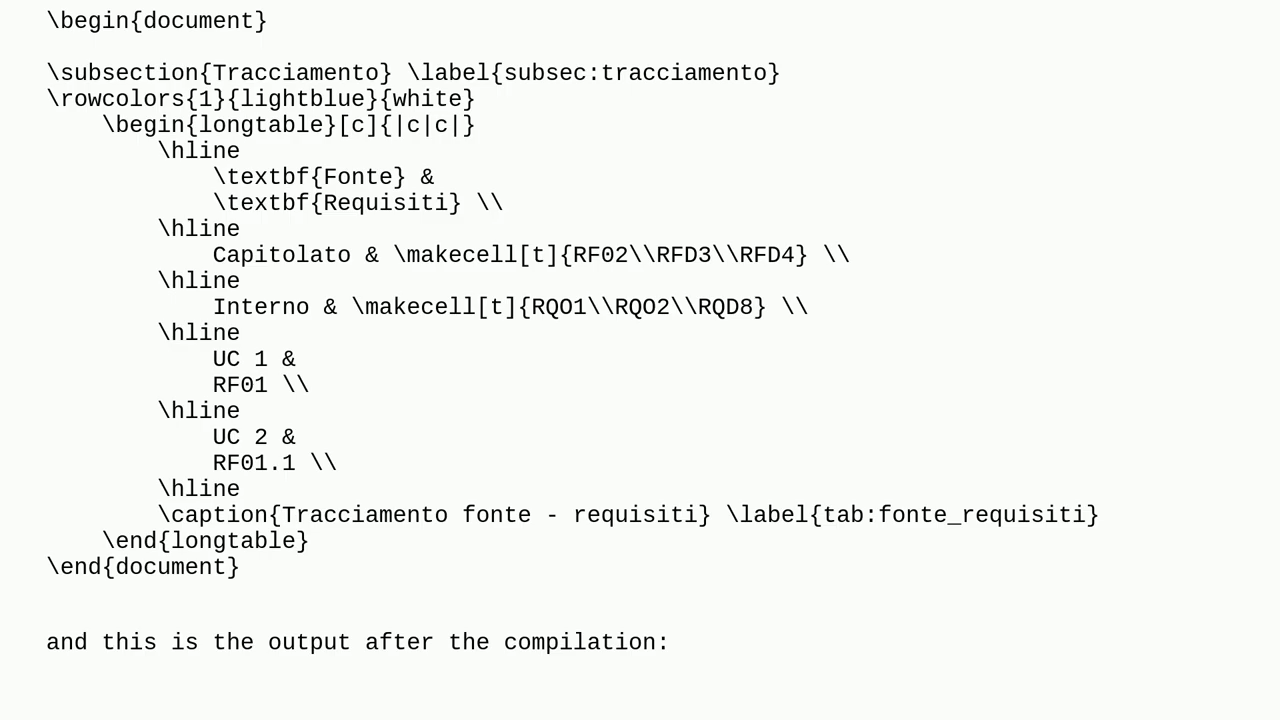 \begin{document}
\subsection{Tracciamento} \label{subsec:tracciamento}
\rowcolors{1}{lightblue}{white}
\begin{longtable}[c]{|c|c|}
\hline
\textbf{Fonte} &
\textbf{Requisiti} \\
\hline
Capitolato & \makecell[t]{RF02\\RFD3\\RFD4} \\
\hline
Interno & \makecell[t]{RQO1\\RQO2\\RQD8} \\
\hline
UC 1 &
RF01 \\
\hline
UC 2 &
RF01.1 \\
\hline
\caption{Tracciamento fonte - requisiti} \label{tab:fonte_requisiti}
\end{longtable}
\end{document}
and this is the output after the compilation: